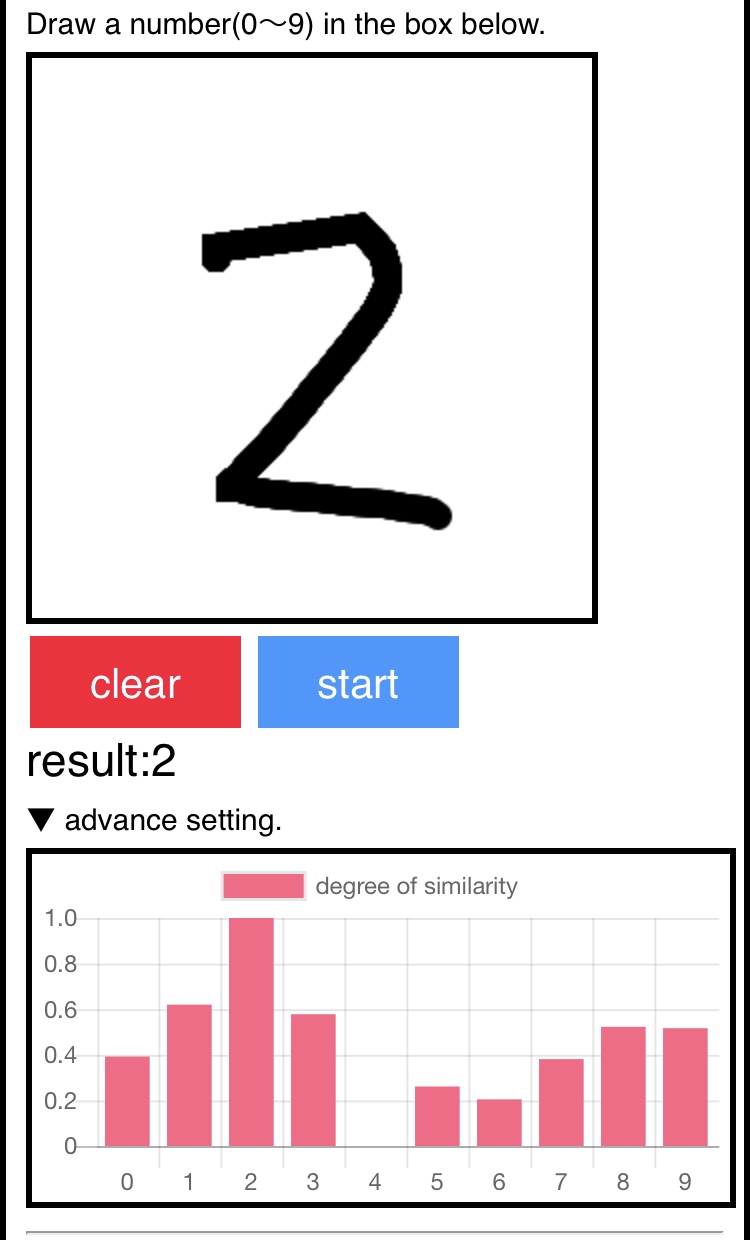 Draw a number(0〜9) in the box below.
2
clear start
result:2
▼ advance setting.
degree of similarity
1.0
0.8
0.6
0.4
0.2
0
0 1 2 3 4 5 6 7 8 9